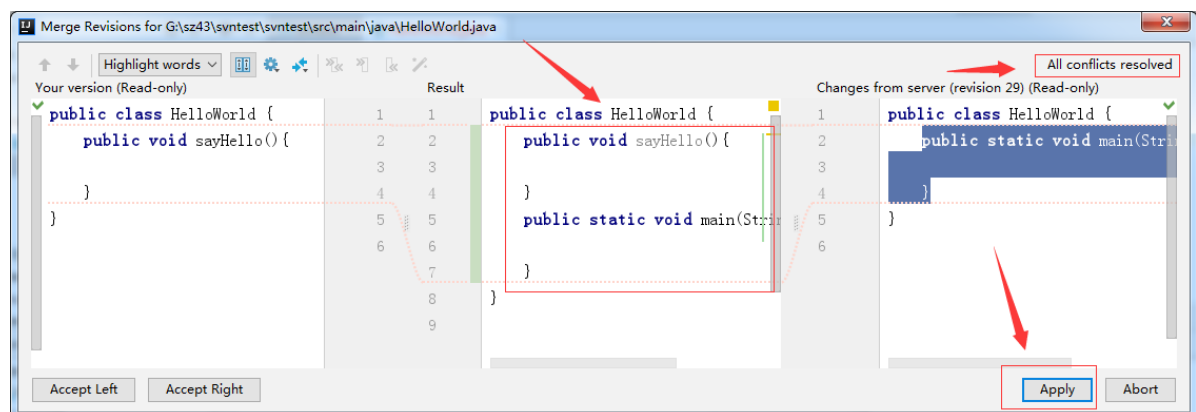 Merge Revisions for G:\sz43\svntest\svntest\src\main\java\HelloWorld.java
Highlight words
All conflicts resolved
Your version (Read-only)
Result
Changes from server (revision 29) (Read-only)
public class HelloWorld {
public void sayHello(){
}
}
1
2
3
4
5
6
1
2
3
4
5
6
7
8
9
public class HelloWorld {
public void sayHello(){
}
public static void main(Strin
}
}
1
2
3
4
5
6
public class HelloWorld {
public static void main(Stri
}
}
Accept Left
Accept Right
Apply
Abort